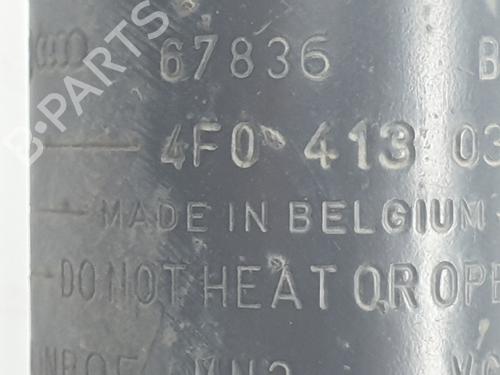 67836 B
4F0 413 03
MADE IN BELGIUM
DO NOT HEAT OR OPE
B-PARTS